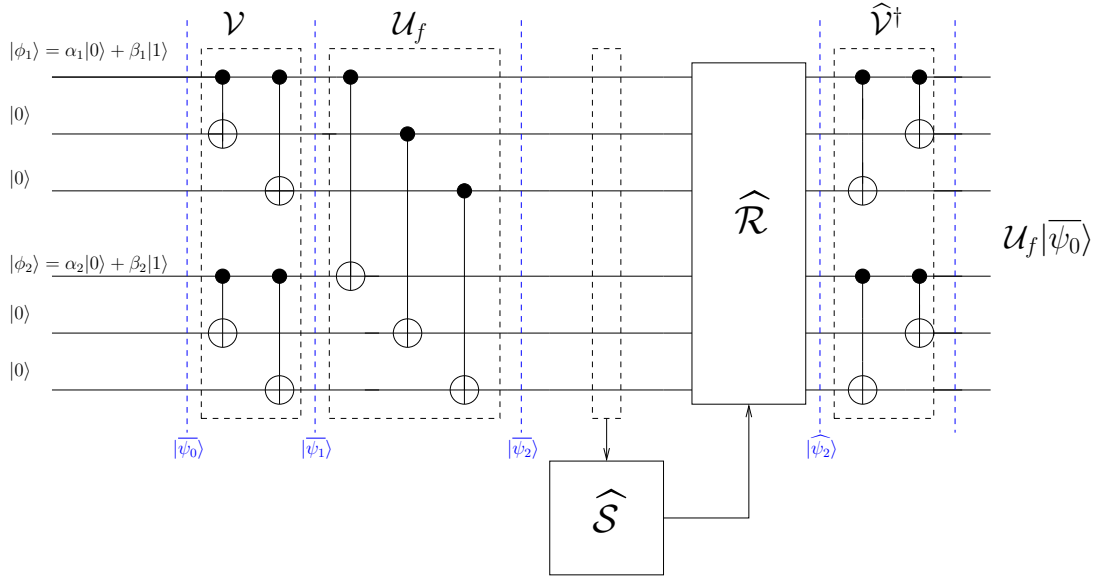 𝒱 𝒰_f 𝒱̂†
|ϕ₁⟩ = α₁|0⟩ + β₁|1⟩
|0⟩
|0⟩
ℛ̂
𝒰_f|ψ̅₀⟩
|ϕ₂⟩ = α₂|0⟩ + β₂|1⟩
|0⟩
|0⟩
|ψ̅₀⟩ |ψ̅₁⟩ |ψ̅₂⟩ |ψ̂₂⟩
𝒮̂